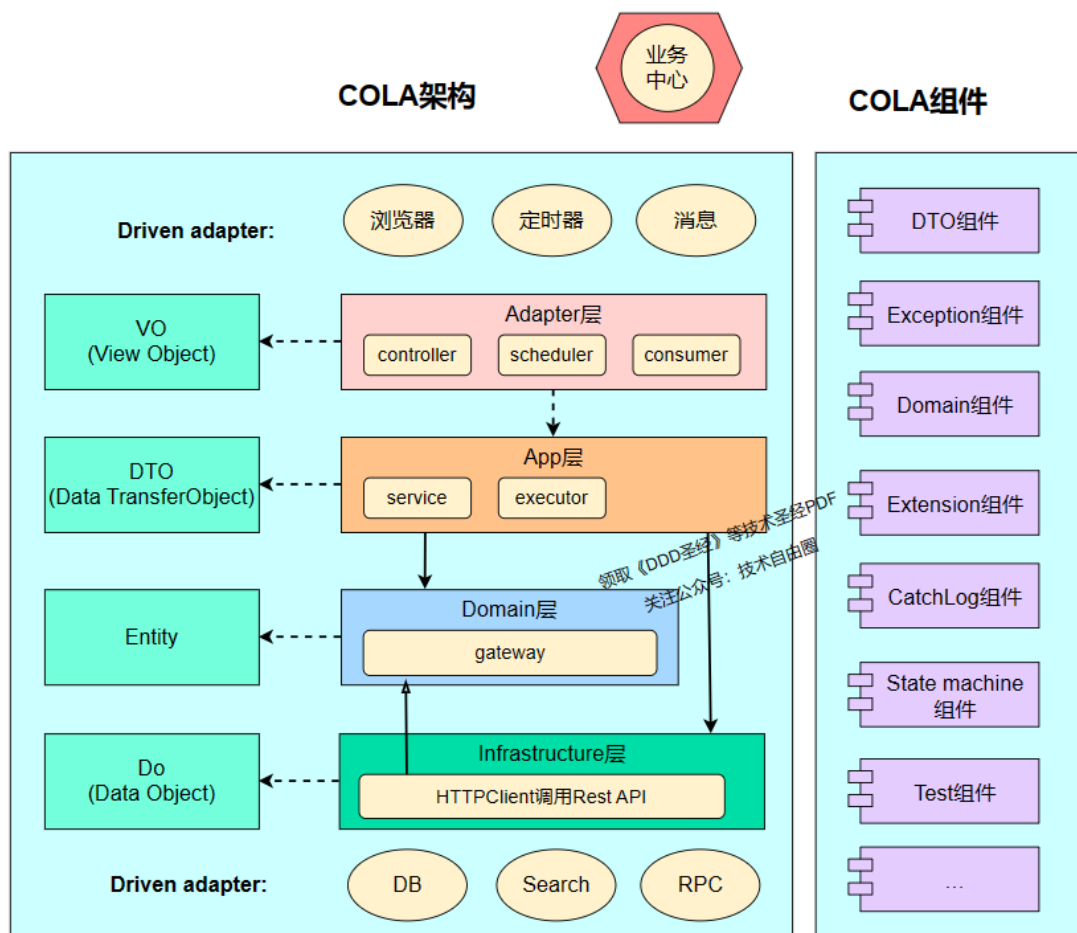 业务
中心
COLA架构
COLA组件
Driven adapter:
浏览器
定时器
消息
VO
(View Object)
Adapter层
controller
scheduler
consumer
DTO
(Data TransferObject)
App层
service
executor
领取《DDD圣经》等技术圣经PDF
关注公众号：技术自由圈
Entity
Domain层
gateway
Do
(Data Object)
Infrastructure层
HTTPClient调用Rest API
Driven adapter:
DB
Search
RPC
DTO组件
Exception组件
Domain组件
Extension组件
CatchLog组件
State machine
组件
Test组件
...